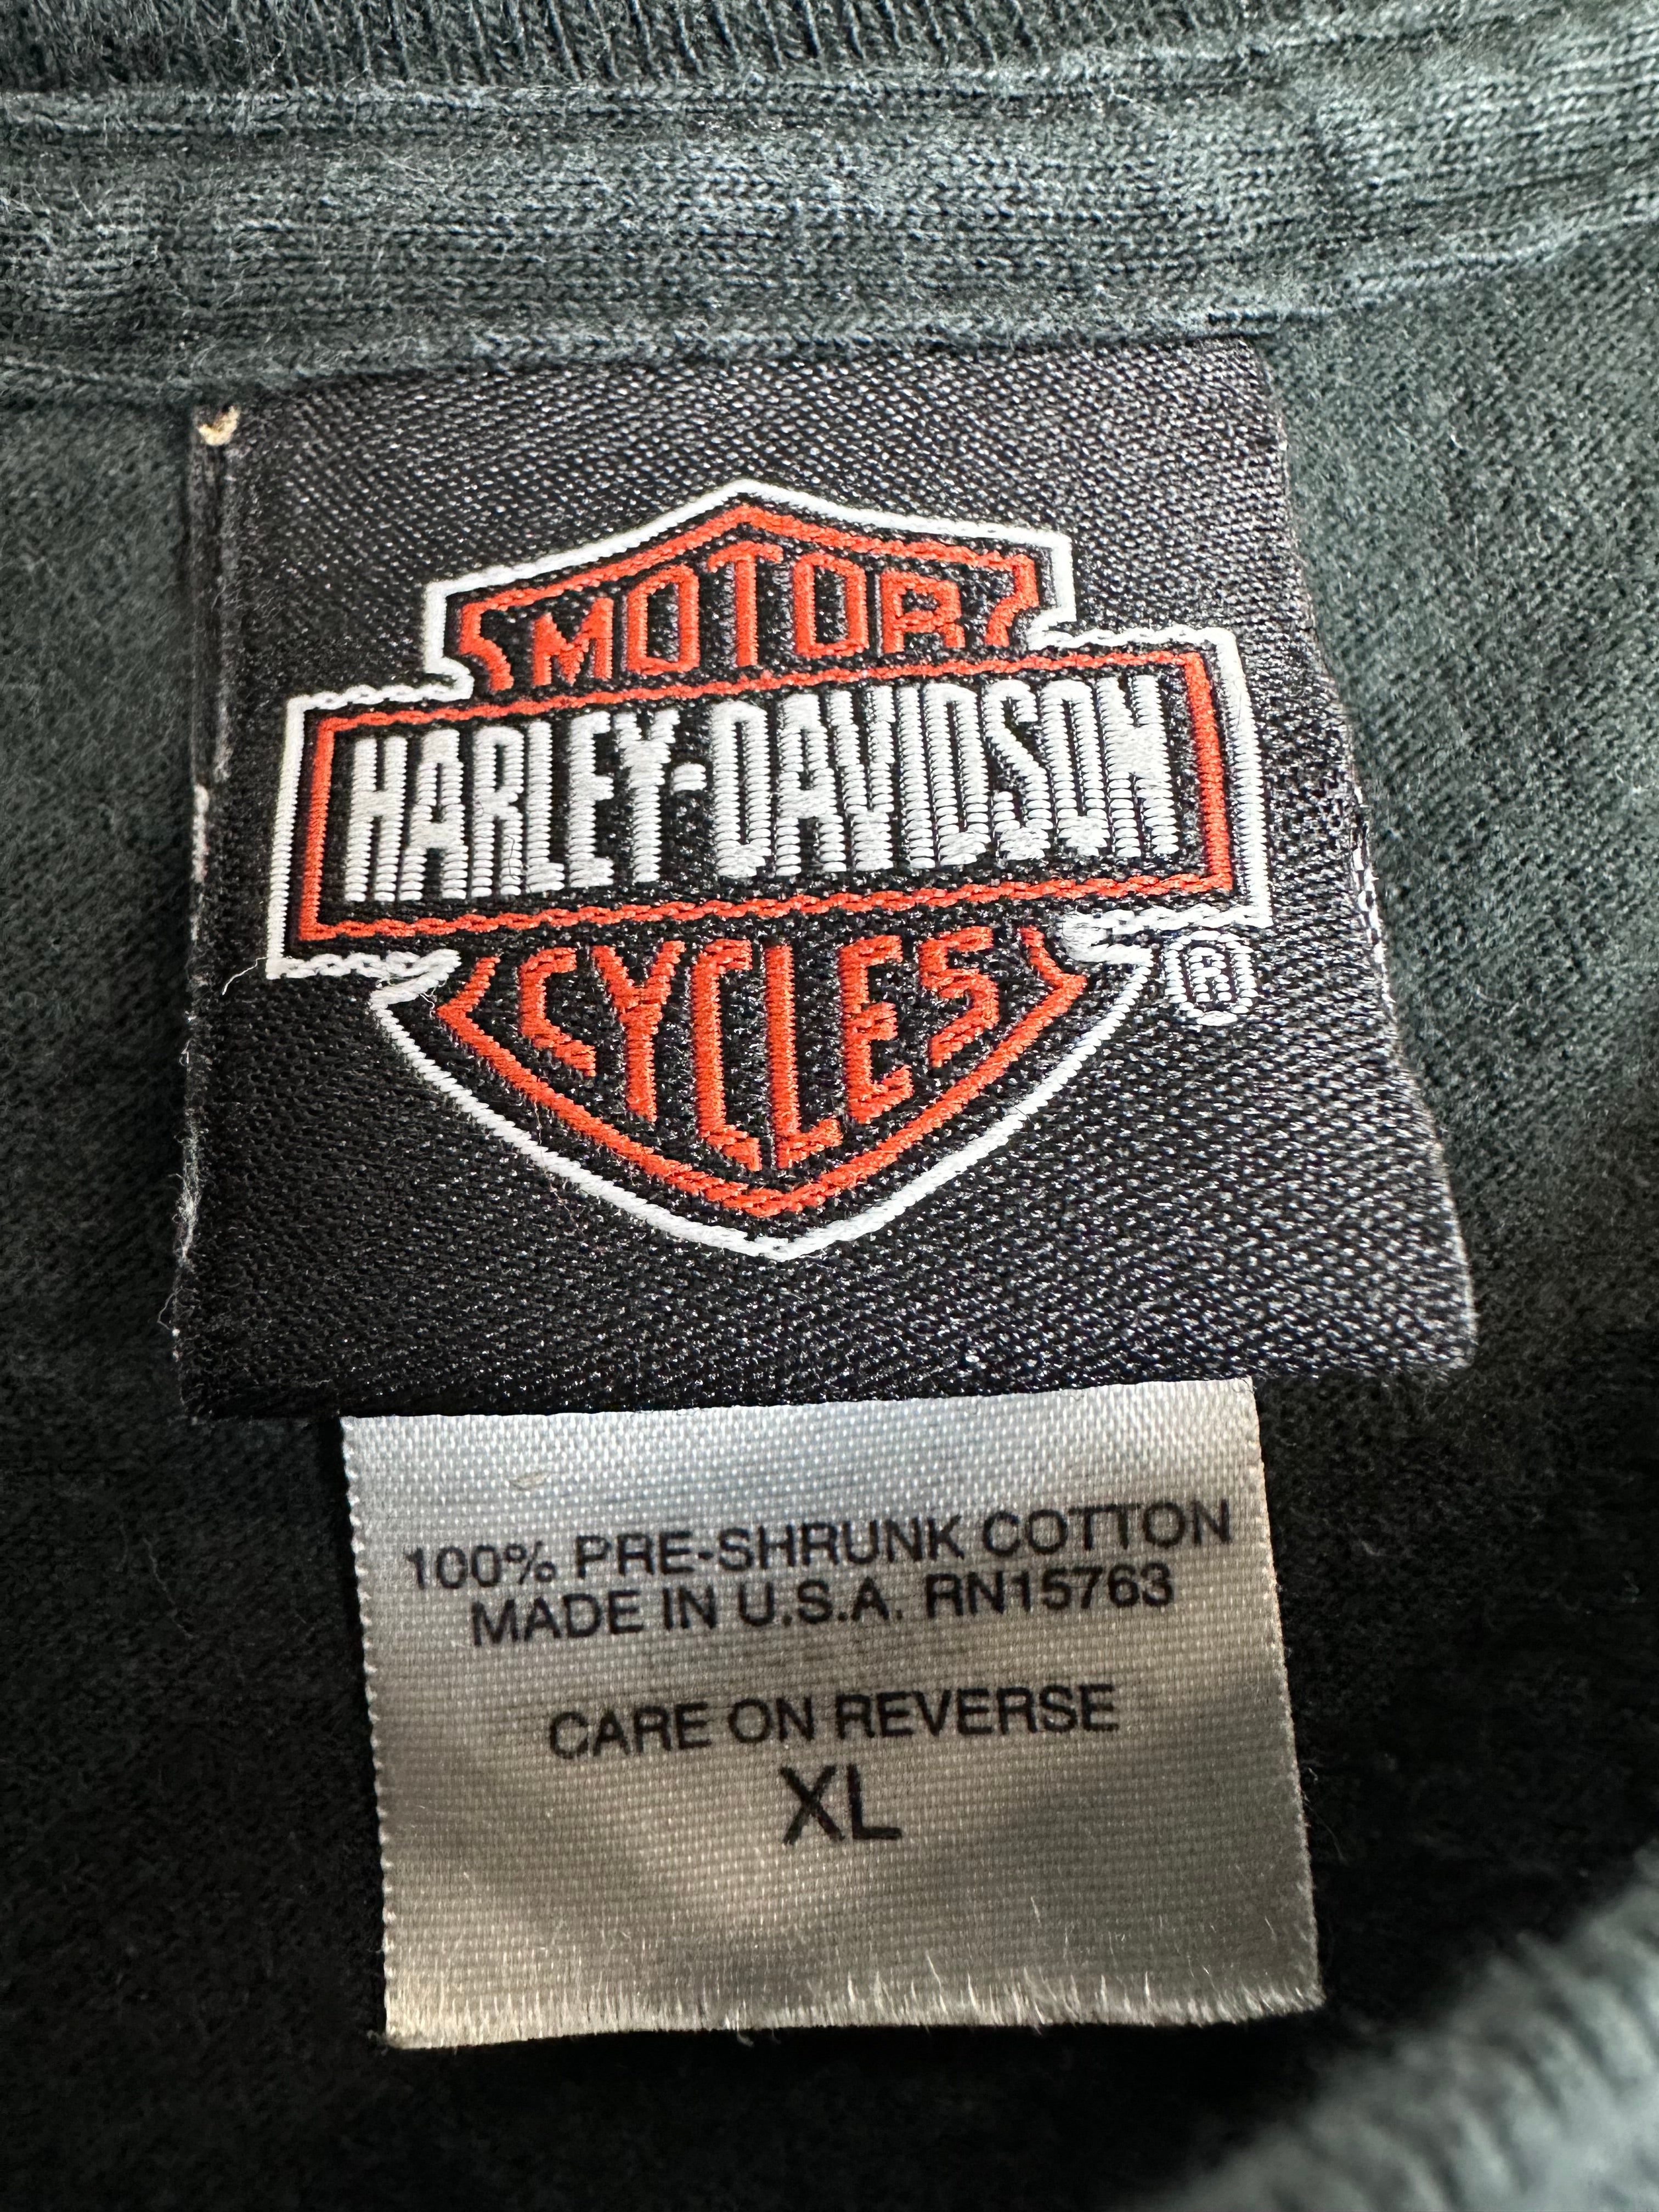 MOTOR
HARLEY-DAVIDSON
CYCLES
®
100% PRE-SHRUNK COTTON
MADE IN U.S.A. RN15763
CARE ON REVERSE
XL